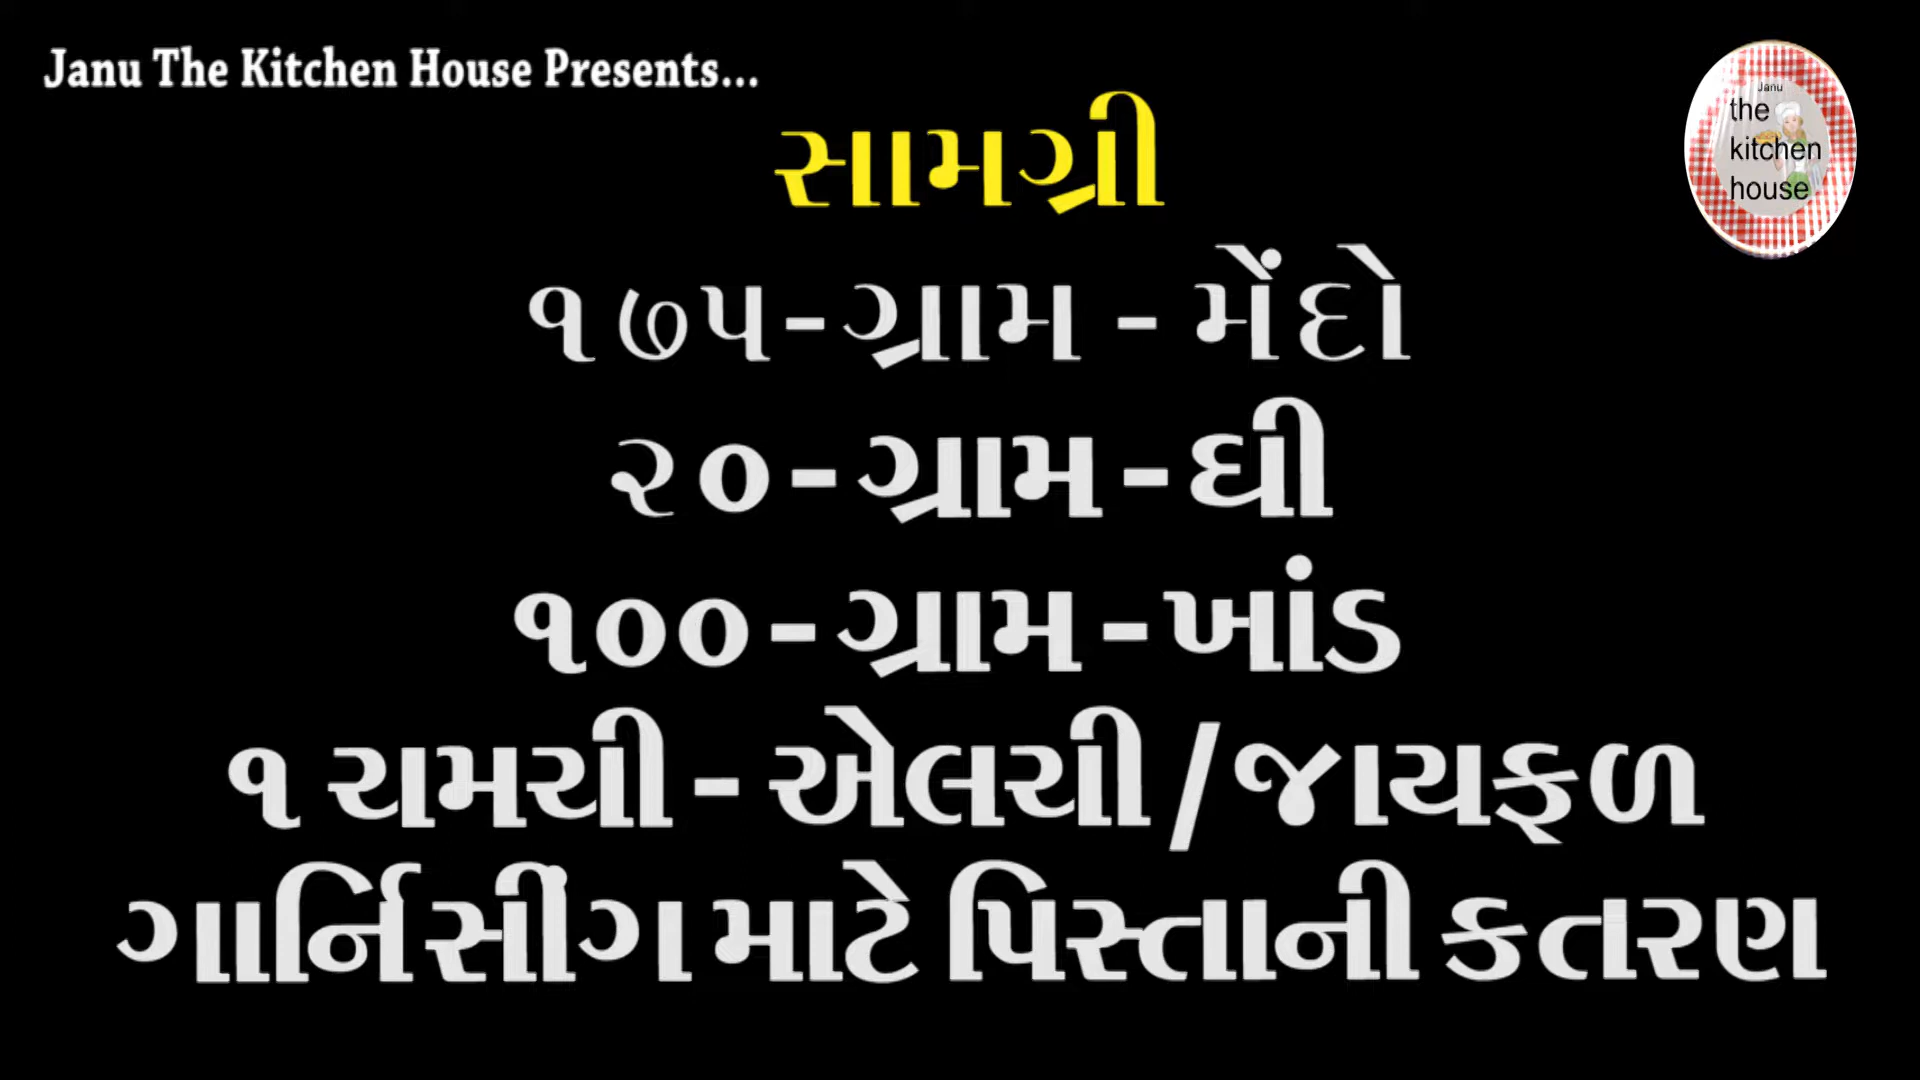 Janu The Kitchen House Presents...
Janu
the
kitchen
house
સામગ્રી
૧૭૫-ગ્રામ - મેંદો
૨૦-ગ્રામ-ઘી
૧૦૦-ગ્રામ-ખાંડ
૧ ચમચી - એલચી/જાયફળ
ગાર્નિસીંગ માટે પિસ્તાની કતરણ